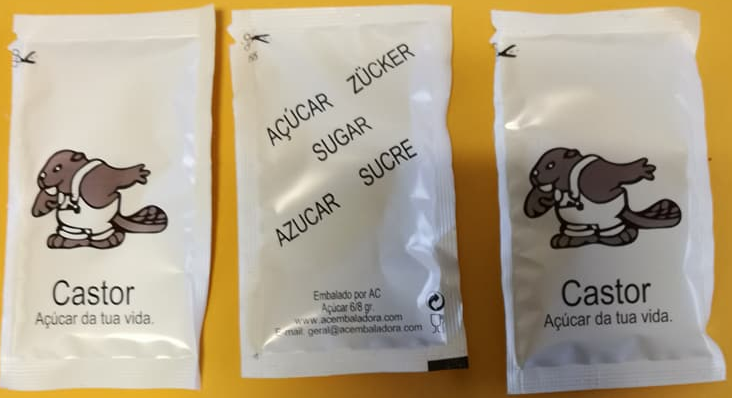 Castor
Açúcar da tua vida.
AÇÚCAR ZÜCKER
SUGAR
AZUCAR SUCRE
Embalado por AC
Açúcar 6/8 gr.
www.acembaladora.com
E-mail: geral@acembaladora.com
Castor
Açúcar da tua vida.